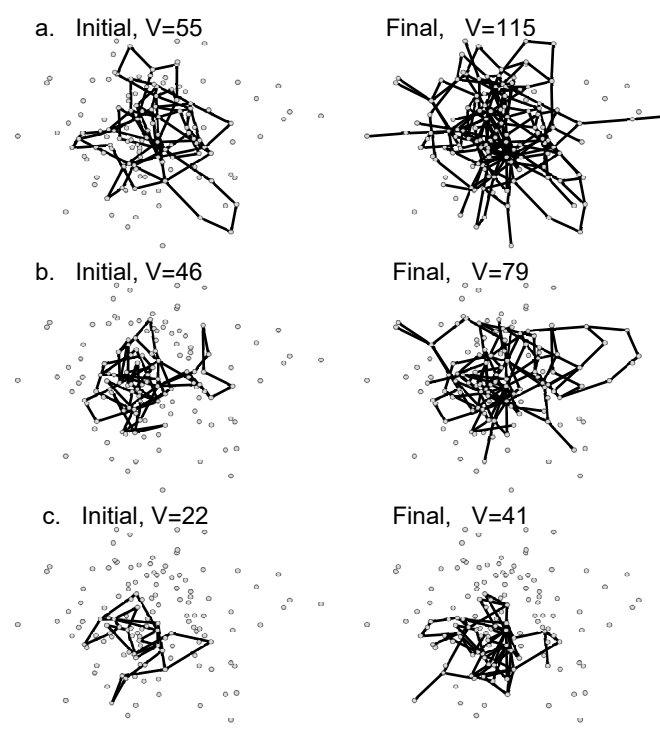 a. Initial, V=55
Final, V=115
b. Initial, V=46
Final, V=79
c. Initial, V=22
Final, V=41